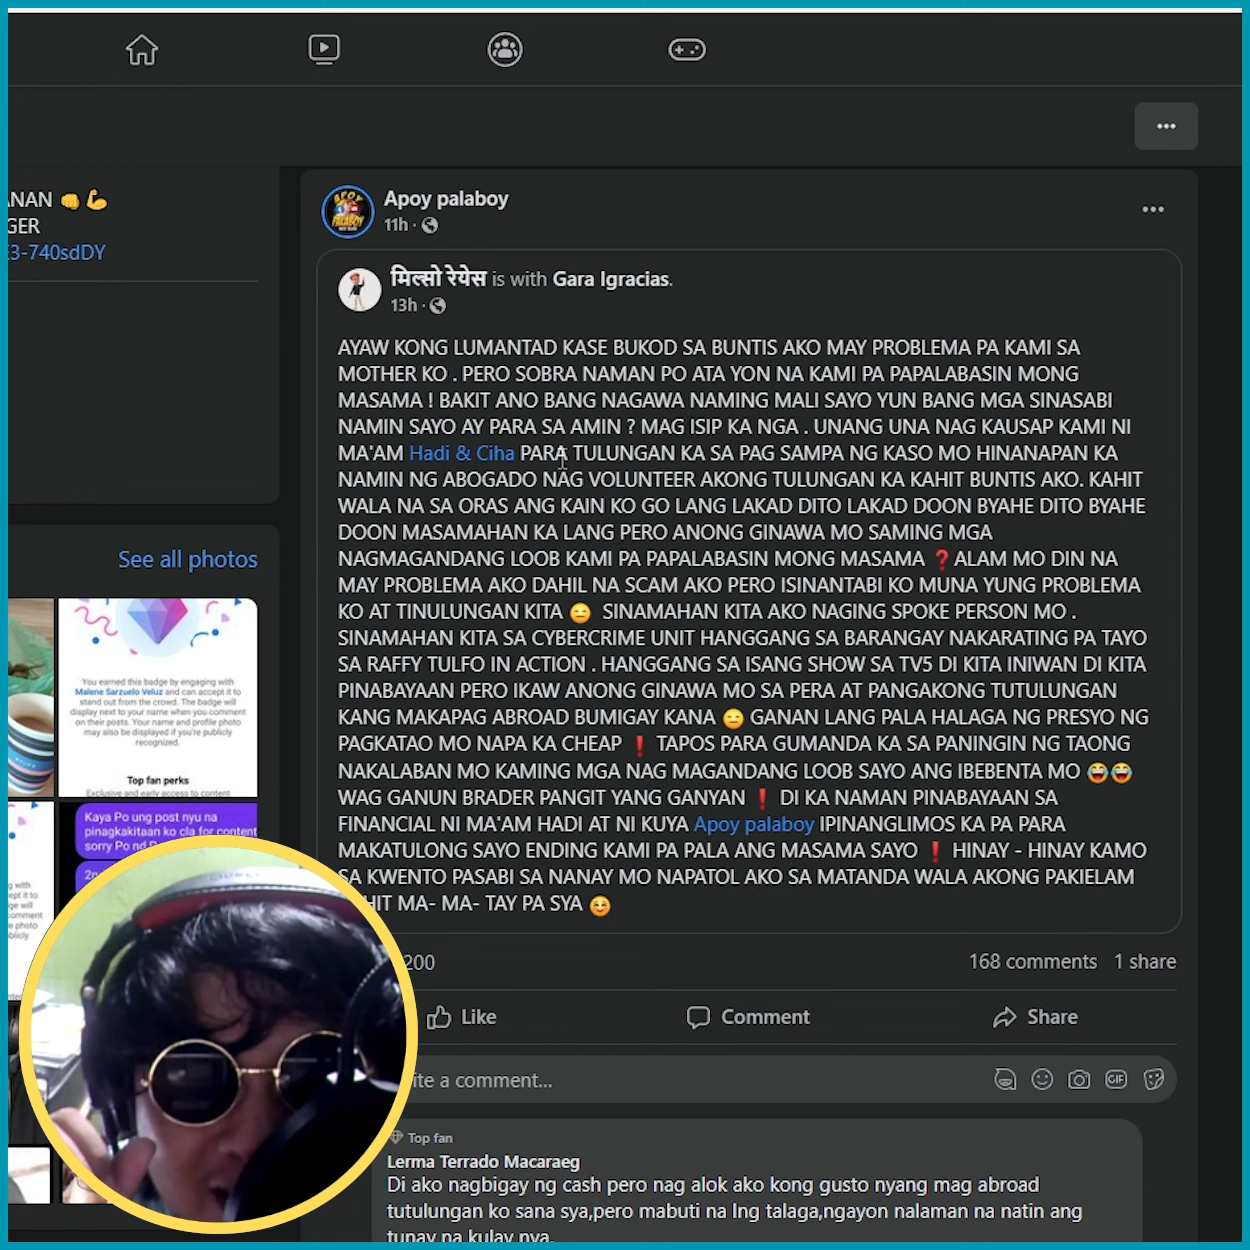 ANAN 👊💪
GER
E3-740sdDY
See all photos
You earned this badge by engaging with
Malene Sarzuelo Veluz and can accept it to
stand out from the crowd. The badge will
display next to your name when you comment
on their posts. Your name and profile photo
may also be displayed if you're publicly
recognized.
Top fan perks
Exclusive and early access to content
Kaya Po ung post nyu na
pinagkakitaan ko cla for content
sorry Po nd
Apoy palaboy
11h ·
मिल्सो रेयेस is with Gara Igracias.
13h ·
AYAW KONG LUMANTAD KASE BUKOD SA BUNTIS AKO MAY PROBLEMA PA KAMI SA
MOTHER KO . PERO SOBRA NAMAN PO ATA YON NA KAMI PA PAPALABASIN MONG
MASAMA ! BAKIT ANO BANG NAGAWA NAMING MALI SAYO YUN BANG MGA SINASABI
NAMIN SAYO AY PARA SA AMIN ? MAG ISIP KA NGA . UNANG UNA NAG KAUSAP KAMI NI
MA'AM Hadi & Ciha PARA TULUNGAN KA SA PAG SAMPA NG KASO MO HINANAPAN KA
NAMIN NG ABOGADO NAG VOLUNTEER AKONG TULUNGAN KA KAHIT BUNTIS AKO. KAHIT
WALA NA SA ORAS ANG KAIN KO GO LANG LAKAD DITO LAKAD DOON BYAHE DITO BYAHE
DOON MASAMAHAN KA LANG PERO ANONG GINAWA MO SAMING MGA
NAGMAGANDANG LOOB KAMI PA PAPALABASIN MONG MASAMA ❓ALAM MO DIN NA
MAY PROBLEMA AKO DAHIL NA SCAM AKO PERO ISINANTABI KO MUNA YUNG PROBLEMA
KO AT TINULUNGAN KITA 😑 SINAMAHAN KITA AKO NAGING SPOKE PERSON MO .
SINAMAHAN KITA SA CYBERCRIME UNIT HANGGANG SA BARANGAY NAKARATING PA TAYO
SA RAFFY TULFO IN ACTION . HANGGANG SA ISANG SHOW SA TV5 DI KITA INIWAN DI KITA
PINABAYAAN PERO IKAW ANONG GINAWA MO SA PERA AT PANGAKONG TUTULUNGAN
KANG MAKAPAG ABROAD BUMIGAY KANA 😑 GANAN LANG PALA HALAGA NG PRESYO NG
PAGKATAO MO NAPA KA CHEAP ❗ TAPOS PARA GUMANDA KA SA PANINGIN NG TAONG
NAKALABAN MO KAMING MGA NAG MAGANDANG LOOB SAYO ANG IBEBENTA MO 😂😂
WAG GANUN BRADER PANGIT YANG GANYAN ❗ DI KA NAMAN PINABAYAAN SA
FINANCIAL NI MA'AM HADI AT NI KUYA Apoy palaboy IPINANGLIMOS KA PA PARA
MAKATULONG SAYO ENDING KAMI PA PALA ANG MASAMA SAYO ❗ HINAY - HINAY KAMO
SA KWENTO PASABI SA NANAY MO NAPATOL AKO SA MATANDA WALA AKONG PAKIELAM
HIT MA- MA- TAY PA SYA ☺️
200
168 comments 1 share
Like Comment Share
ite a comment...
Top fan
Lerma Terrado Macaraeg
Di ako nagbigay ng cash pero nag alok ako kong gusto nyang mag abroad
tutulungan ko sana sya,pero mabuti na lng talaga,ngayon nalaman na natin ang
tunay na kulay nya.